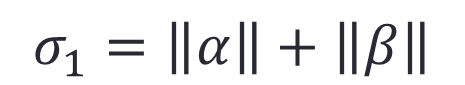 σ₁ = ‖α‖ + ‖β‖